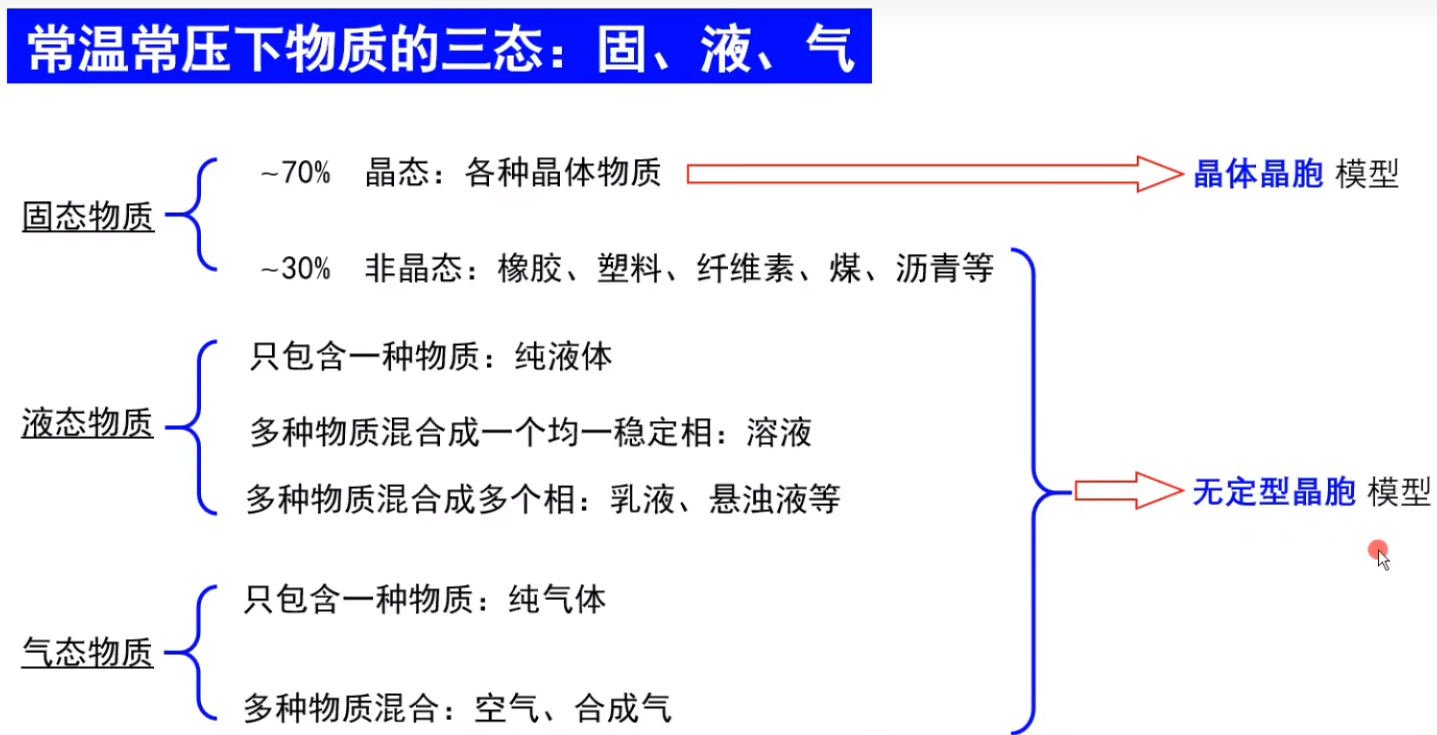 常温常压下物质的三态：固、液、气
~70% 晶态：各种晶体物质
晶体晶胞 模型
固态物质
~30% 非晶态：橡胶、塑料、纤维素、煤、沥青等
只包含一种物质：纯液体
液态物质
多种物质混合成一个均一稳定相：溶液
多种物质混合成多个相：乳液、悬浊液等
无定型晶胞 模型
只包含一种物质：纯气体
气态物质
多种物质混合：空气、合成气